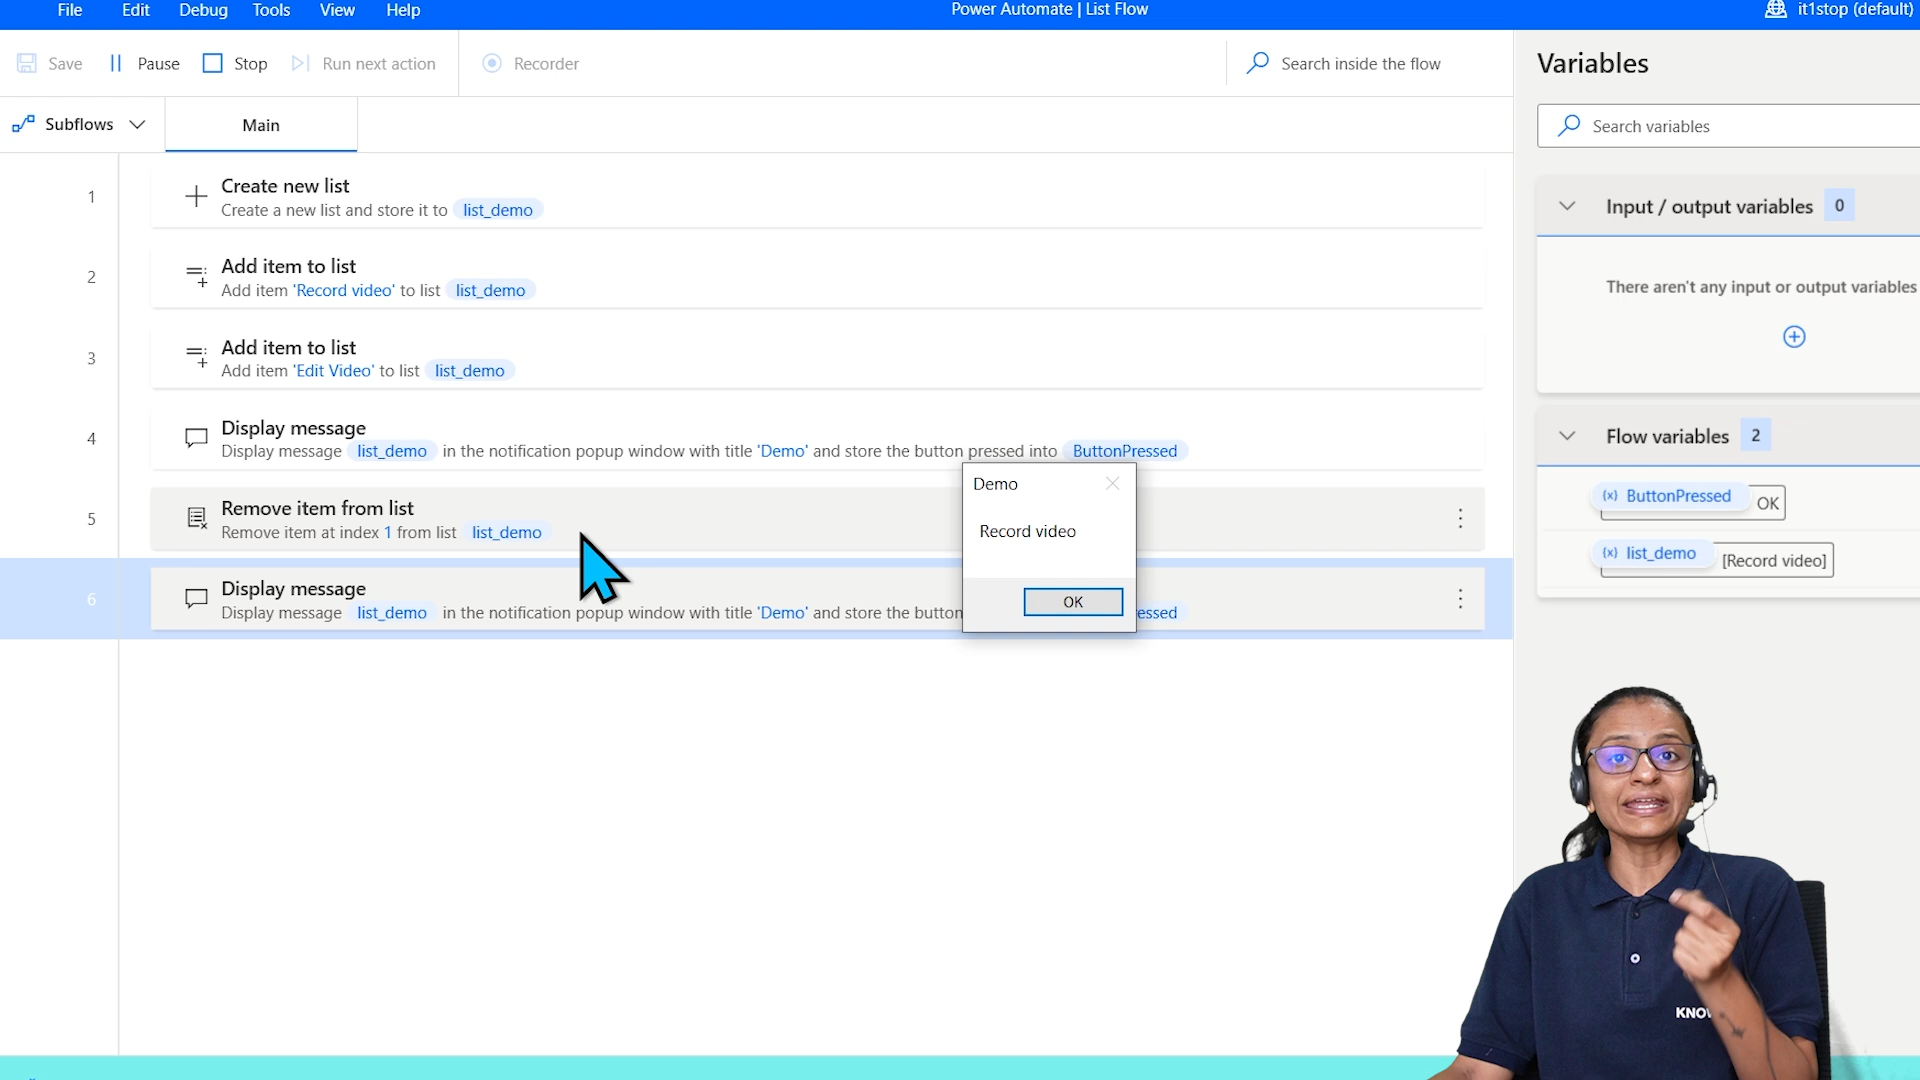 File Edit Debug Tools View Help
Power Automate | List Flow
it1stop (default)
Save Pause Stop Run next action Recorder
Search inside the flow
Subflows
Main
1
Create new list
Create a new list and store it to list_demo
2
Add item to list
Add item 'Record video' to list list_demo
3
Add item to list
Add item 'Edit Video' to list list_demo
4
Display message
Display message list_demo in the notification popup window with title 'Demo' and store the button pressed into ButtonPressed
5
Remove item from list
Remove item at index 1 from list list_demo
6
Display message
Display message list_demo in the notification popup window with title 'Demo' and store the button essed
Demo
Record video
OK
Variables
Search variables
Input / output variables 0
There aren't any input or output variables
Flow variables 2
(x) ButtonPressed OK
(x) list_demo [Record video]
KNO